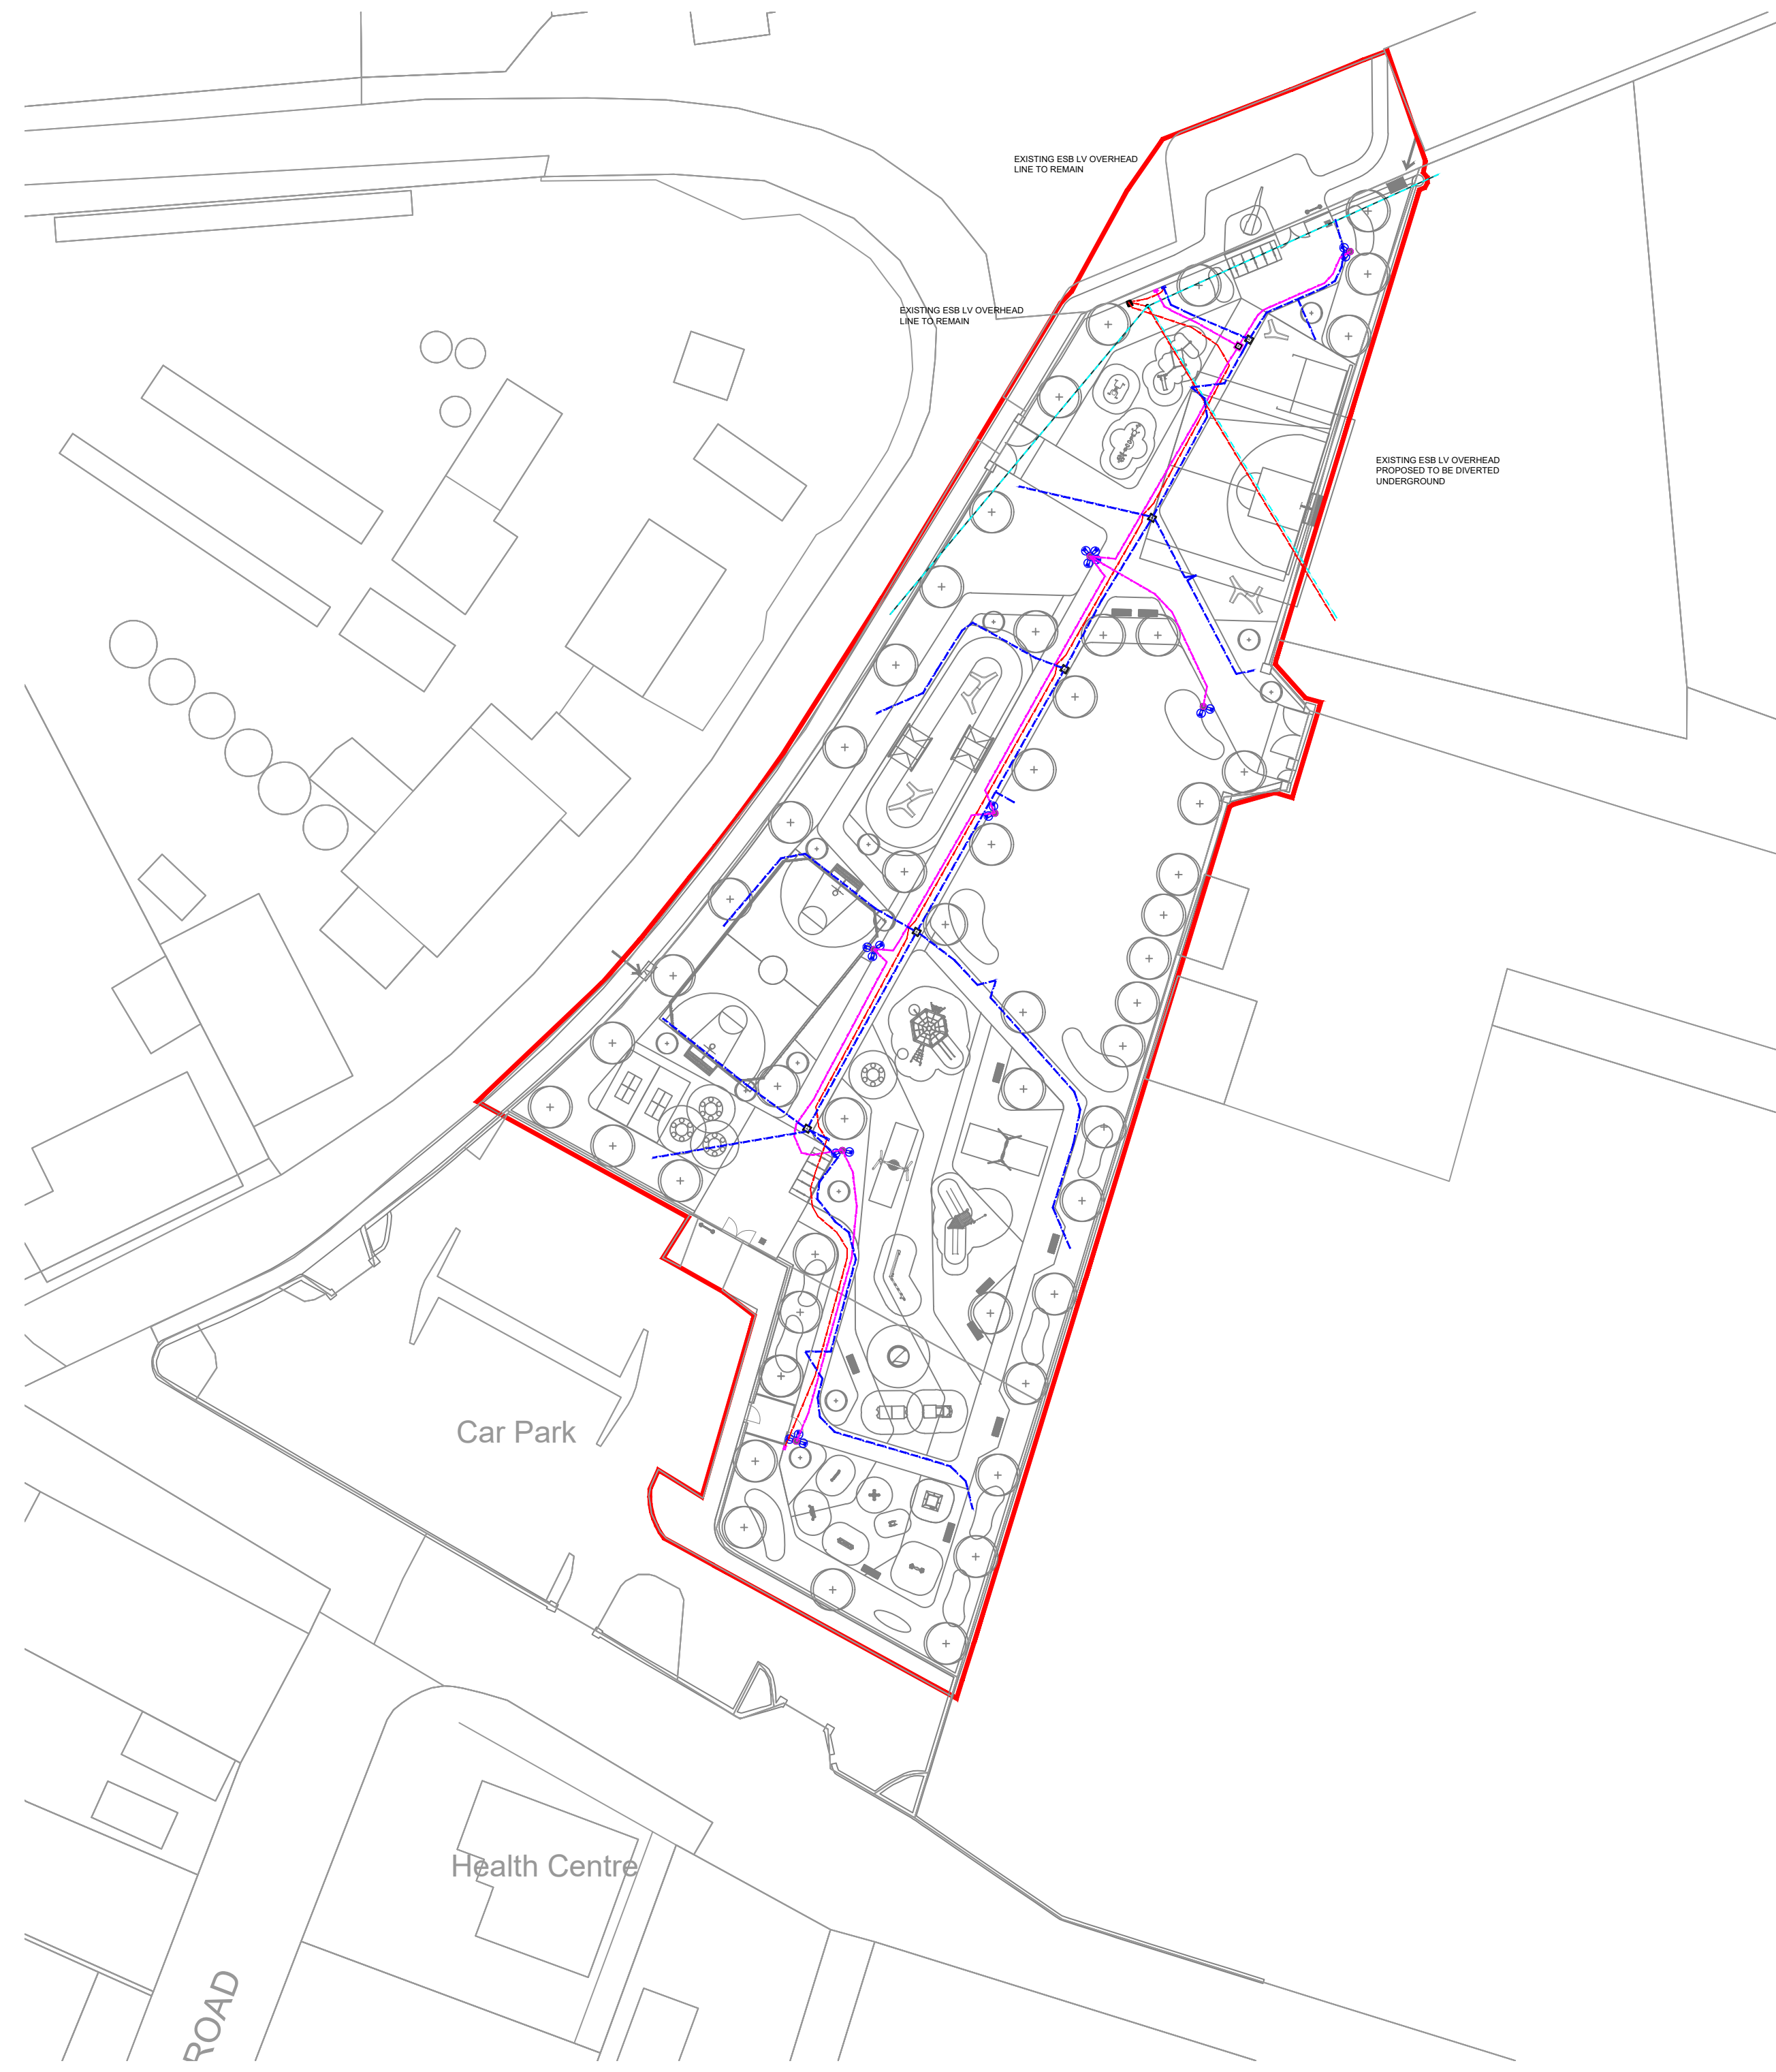 EXISTING ESB LV OVERHEAD
LINE TO REMAIN
EXISTING ESB LV OVERHEAD
LINE TO REMAIN
EXISTING ESB LV OVERHEAD
PROPOSED TO BE DIVERTED
UNDERGROUND
Car Park
Health Centre
ROAD